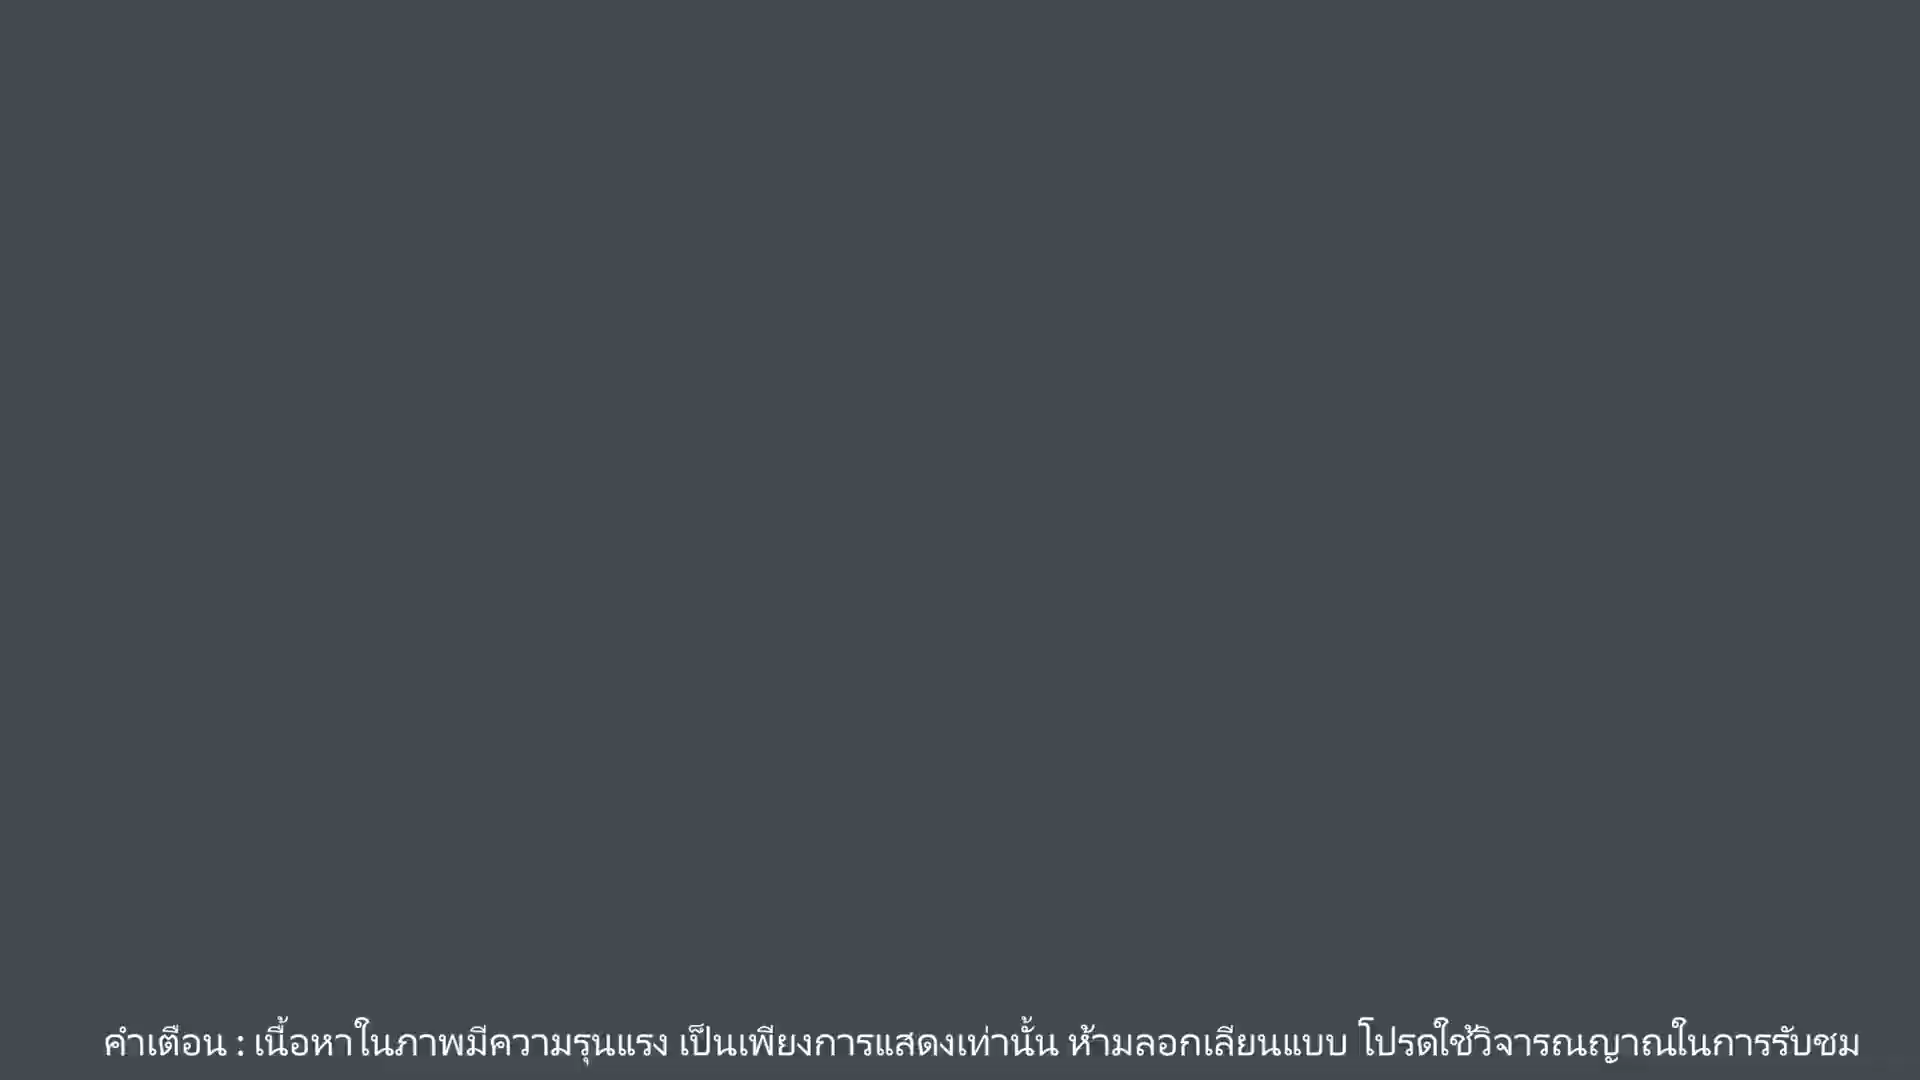 คำเตือน : เนื้อหาในภาพมีความรุนแรง เป็นเพียงการแสดงเท่านั้น ห้ามลอกเลียนแบบ โปรดใช้วิจารณญาณในการรับชม